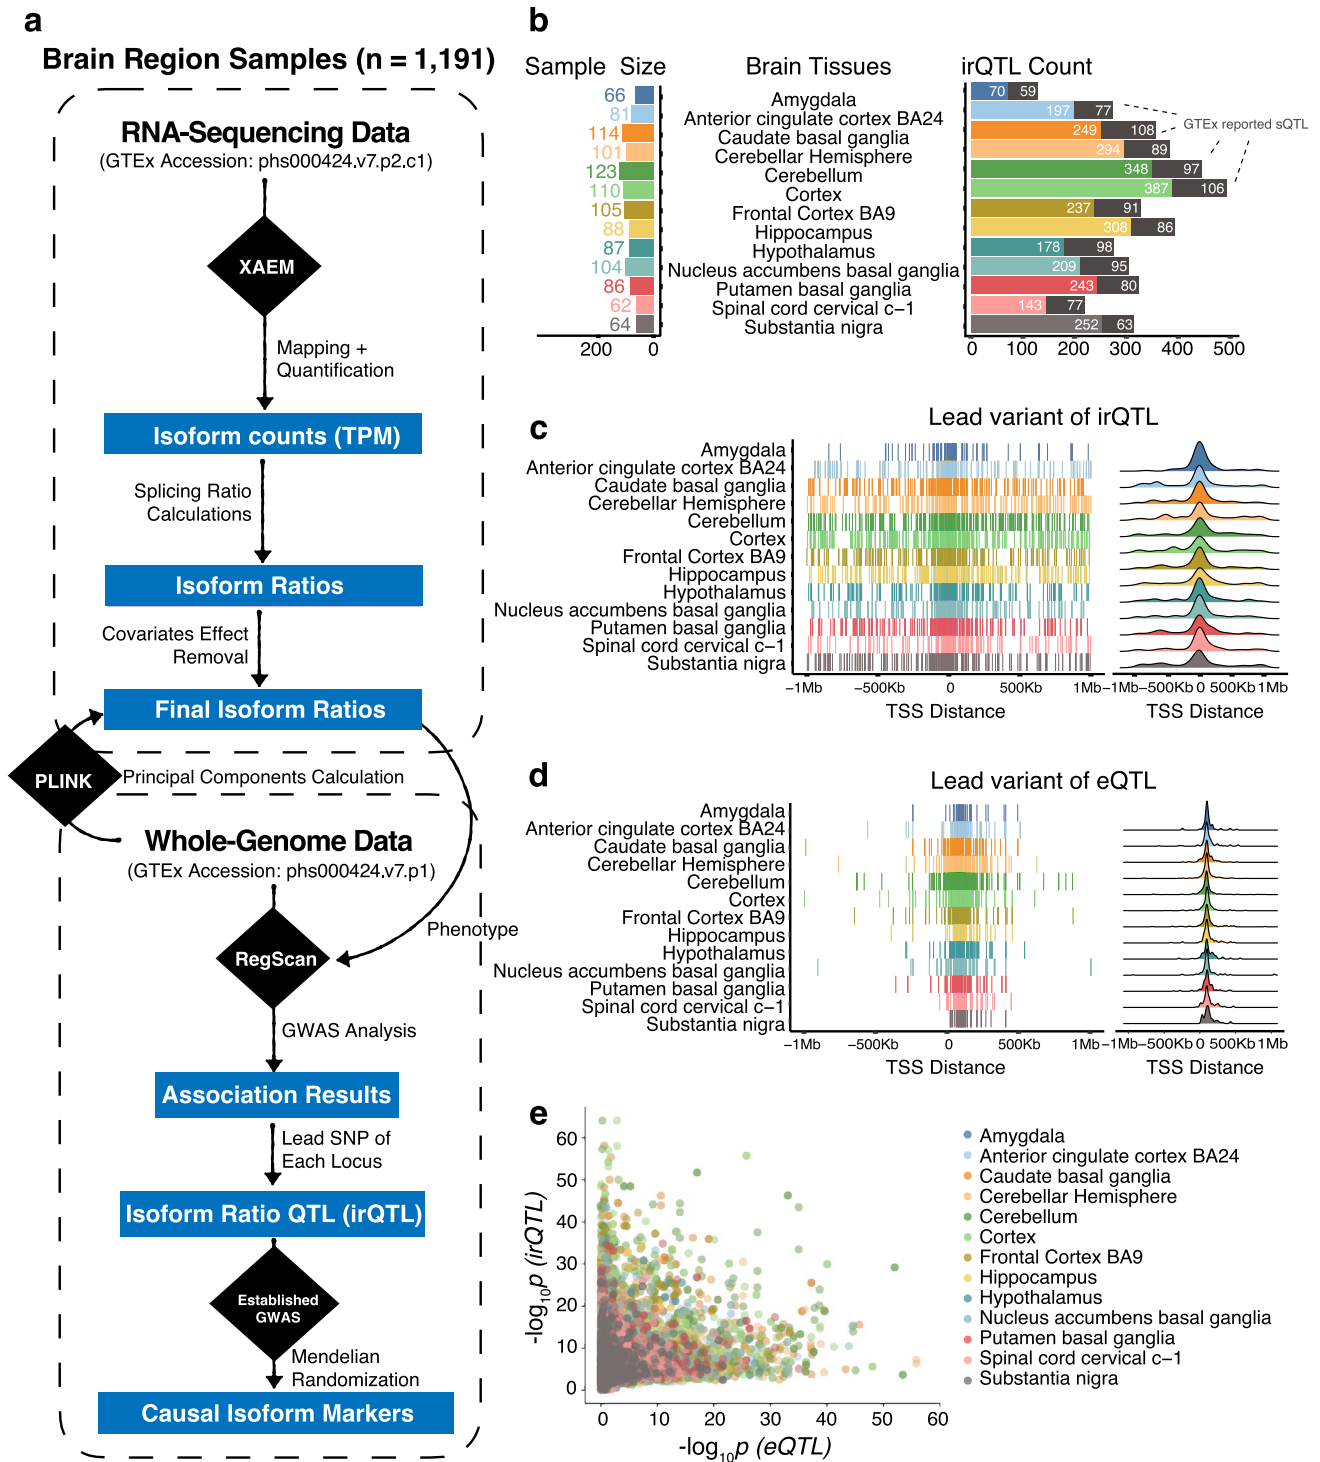 a
Brain Region Samples (n = 1,191)
RNA-Sequencing Data
(GTEx Accession: phs000424.v7.p2.c1)
XAEM
Mapping +
Quantification
Isoform counts (TPM)
Splicing Ratio
Calculations
Isoform Ratios
Covariates Effect
Removal
Final Isoform Ratios
PLINK
Principal Components Calculation
Whole-Genome Data
(GTEx Accession: phs000424.v7.p1)
Phenotype
RegScan
GWAS Analysis
Association Results
Lead SNP of
Each Locus
Isoform Ratio QTL (irQTL)
Established
GWAS
Mendelian
Randomization
Causal Isoform Markers
b
Sample Size Brain Tissues irQTL Count
66 Amygdala 70 59
81 Anterior cingulate cortex BA24 197 77
114 Caudate basal ganglia 249 108
101 Cerebellar Hemisphere 294 89
123 Cerebellum 348 97
110 Cortex 387 106
105 Frontal Cortex BA9 237 91
88 Hippocampus 308 86
87 Hypothalamus 178 98
104 Nucleus accumbens basal ganglia 209 95
86 Putamen basal ganglia 243 80
62 Spinal cord cervical c−1 143 77
64 Substantia nigra 252 63
GTEx reported sQTL
200 0 0 100 200 300 400 500
c
Lead variant of irQTL
Amygdala
Anterior cingulate cortex BA24
Caudate basal ganglia
Cerebellar Hemisphere
Cerebellum
Cortex
Frontal Cortex BA9
Hippocampus
Hypothalamus
Nucleus accumbens basal ganglia
Putamen basal ganglia
Spinal cord cervical c−1
Substantia nigra
−1Mb −500Kb 0 500Kb 1Mb −1Mb −500Kb 0 500Kb 1Mb
TSS Distance TSS Distance
d
Lead variant of eQTL
Amygdala
Anterior cingulate cortex BA24
Caudate basal ganglia
Cerebellar Hemisphere
Cerebellum
Cortex
Frontal Cortex BA9
Hippocampus
Hypothalamus
Nucleus accumbens basal ganglia
Putamen basal ganglia
Spinal cord cervical c−1
Substantia nigra
−1Mb −500Kb 0 500Kb 1Mb −1Mb −500Kb 0 500Kb 1Mb
TSS Distance TSS Distance
e
-log10p (irQTL)
60
50
40
30
20
10
0
0 10 20 30 40 50 60
-log10p (eQTL)
Amygdala
Anterior cingulate cortex BA24
Caudate basal ganglia
Cerebellar Hemisphere
Cerebellum
Cortex
Frontal Cortex BA9
Hippocampus
Hypothalamus
Nucleus accumbens basal ganglia
Putamen basal ganglia
Spinal cord cervical c−1
Substantia nigra